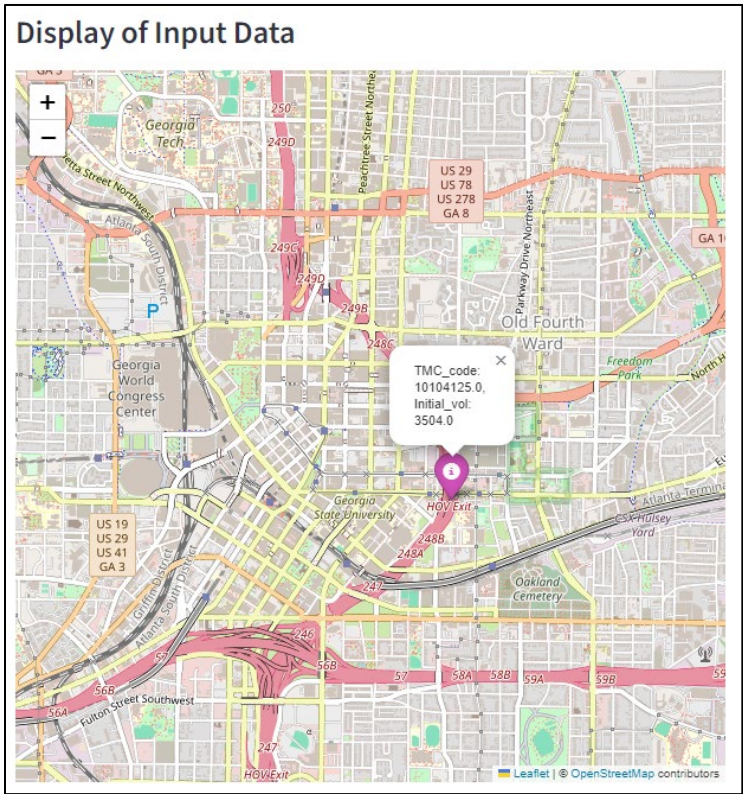 Display of Input Data
GA 3
+
−
Georgia
Tech
250
249D
Peachtree Street Northea
US 29
US 78
US 278
GA 8
etta Street Northwest
Atlanta South District
249C
249D
Parkway Drive Northeast
GA 10
P
249B
248C
Old Fourth
Ward
Georgia
World
Congress
Center
Freedom
Park
North H
×
TMC_code:
10104125.0,
Initial_vol:
3504.0
i
HOV Exit
Georgia
State University
Atlanta Termina
CSX Hulsey
Yard
US 19
US 29
US 41
GA 3
248B
248A
247
Griffin District
Atlanta South District
Oakland
Cemetery
246
57
56B
57
58A
58B
59A
59B
59
56B
56A
Fulton Street Southwest
247
HOV Exit
Leaflet | © OpenStreetMap contributors